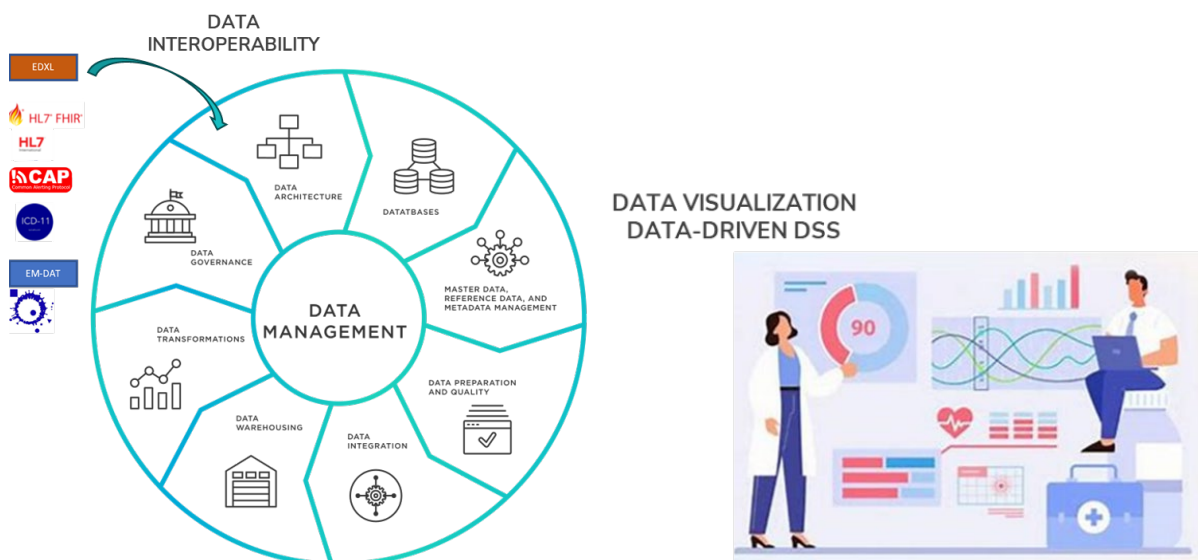 DATA
INTEROPERABILITY
EDXL
HL7 FHIR
HL7
International
CAP
Common Alerting Protocol
ICD-11
EM-DAT
DATA
ARCHITECTURE
DATATBASES
MASTER DATA,
REFERENCE DATA, AND
METADATA MANAGEMENT
DATA PREPARATION
AND QUALITY
DATA
INTEGRATION
DATA
WAREHOUSING
DATA
TRANSFORMATIONS
DATA
GOVERNANCE
DATA
MANAGEMENT
DATA VISUALIZATION
DATA-DRIVEN DSS
90